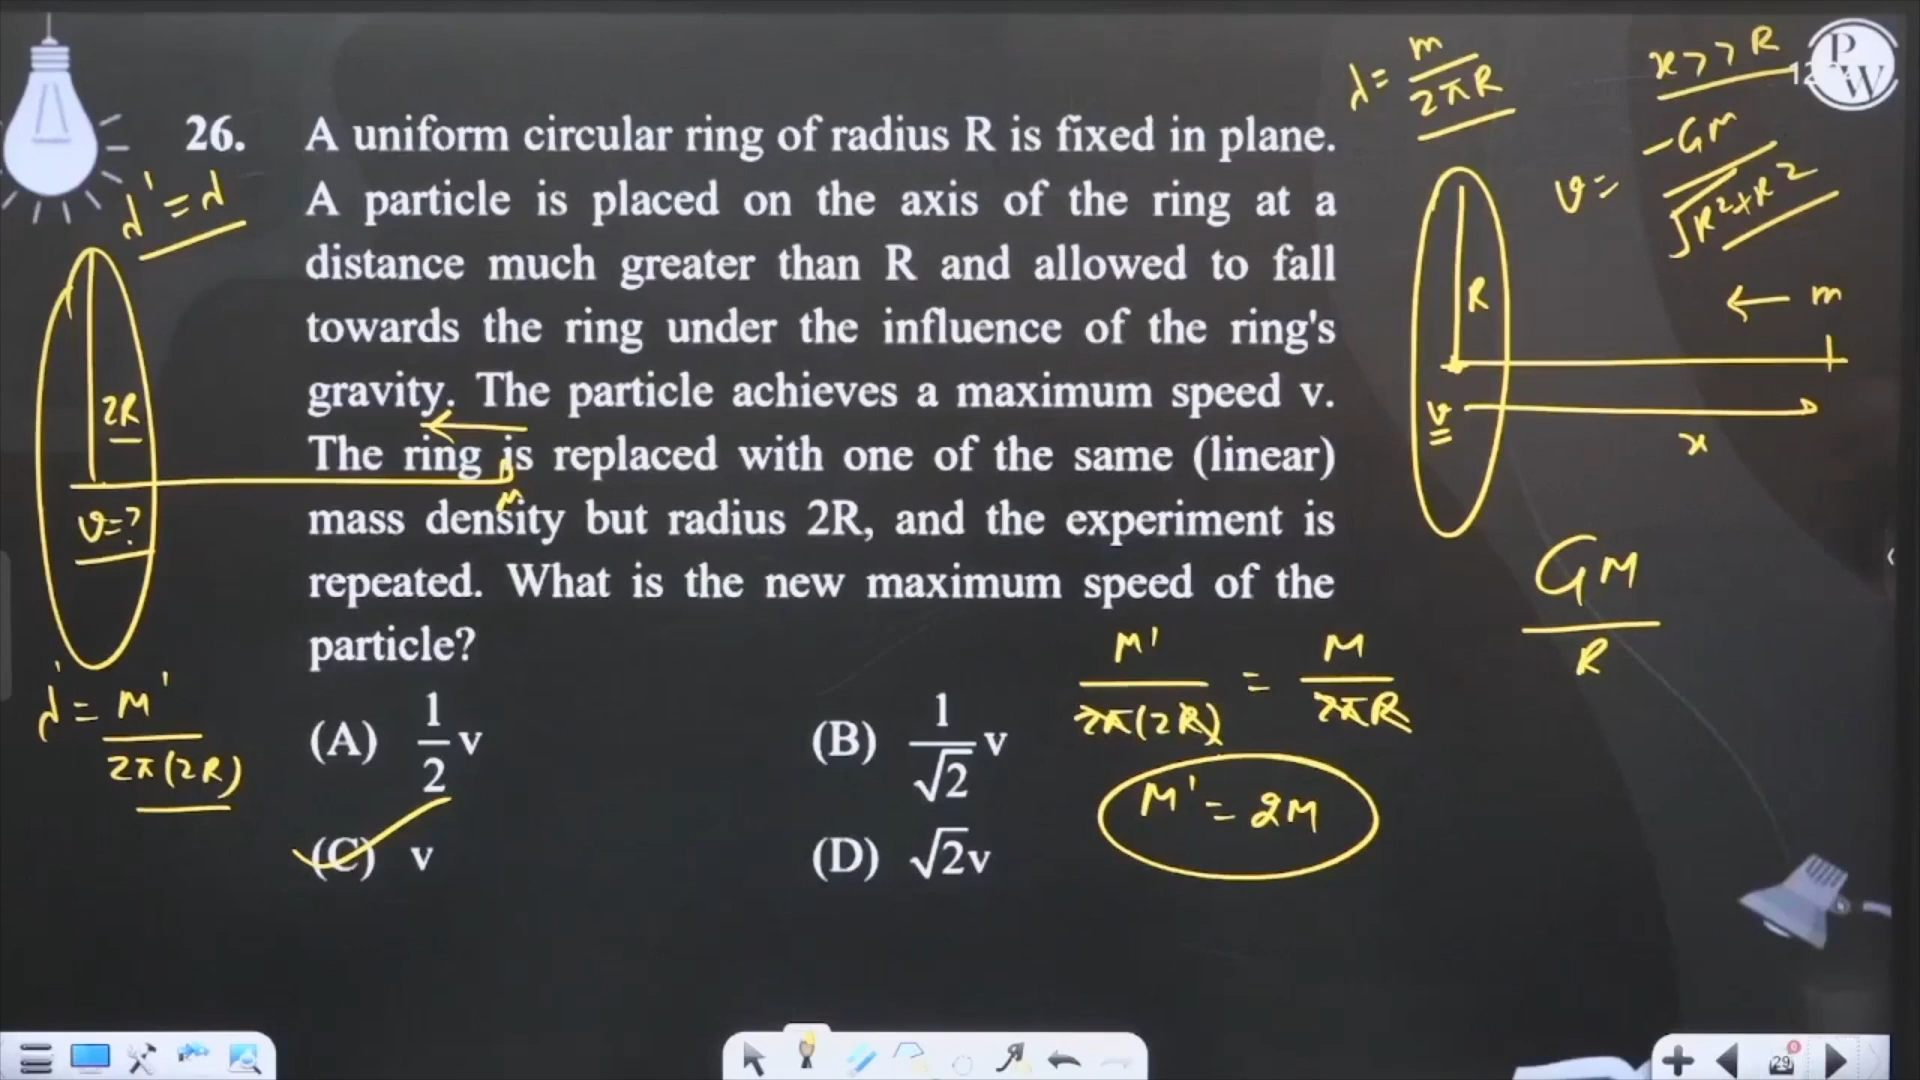 26. A uniform circular ring of radius R is fixed in plane.
A particle is placed on the axis of the ring at a
distance much greater than R and allowed to fall
towards the ring under the influence of the ring's
gravity. The particle achieves a maximum speed v.
The ring is replaced with one of the same (linear)
mass density but radius 2R, and the experiment is
repeated. What is the new maximum speed of the
particle?
(A) 1/2 v
(B) 1/√2 v
(C) v
(D) √2v
λ' = λ
2R
v = ?
M
λ' = M' / 2π(2R)
λ = m / 2πR
x >> R
v = -GM / √R²+x²
R
m
v
x
GM / R
M' / 2π(2R) = M / 2πR
M' = 2M
PW
29